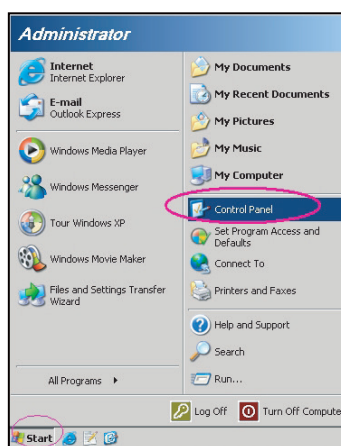 Administrator
Internet
Internet Explorer
E-mail
Outlook Express
Windows Media Player
Windows Messenger
Tour Windows XP
Windows Movie Maker
Files and Settings Transfer
Wizard
All Programs
My Documents
My Recent Documents
My Pictures
My Music
My Computer
Control Panel
Set Program Access and
Defaults
Connect To
Printers and Faxes
Help and Support
Search
Run...
Log Off Turn Off Compute
Start